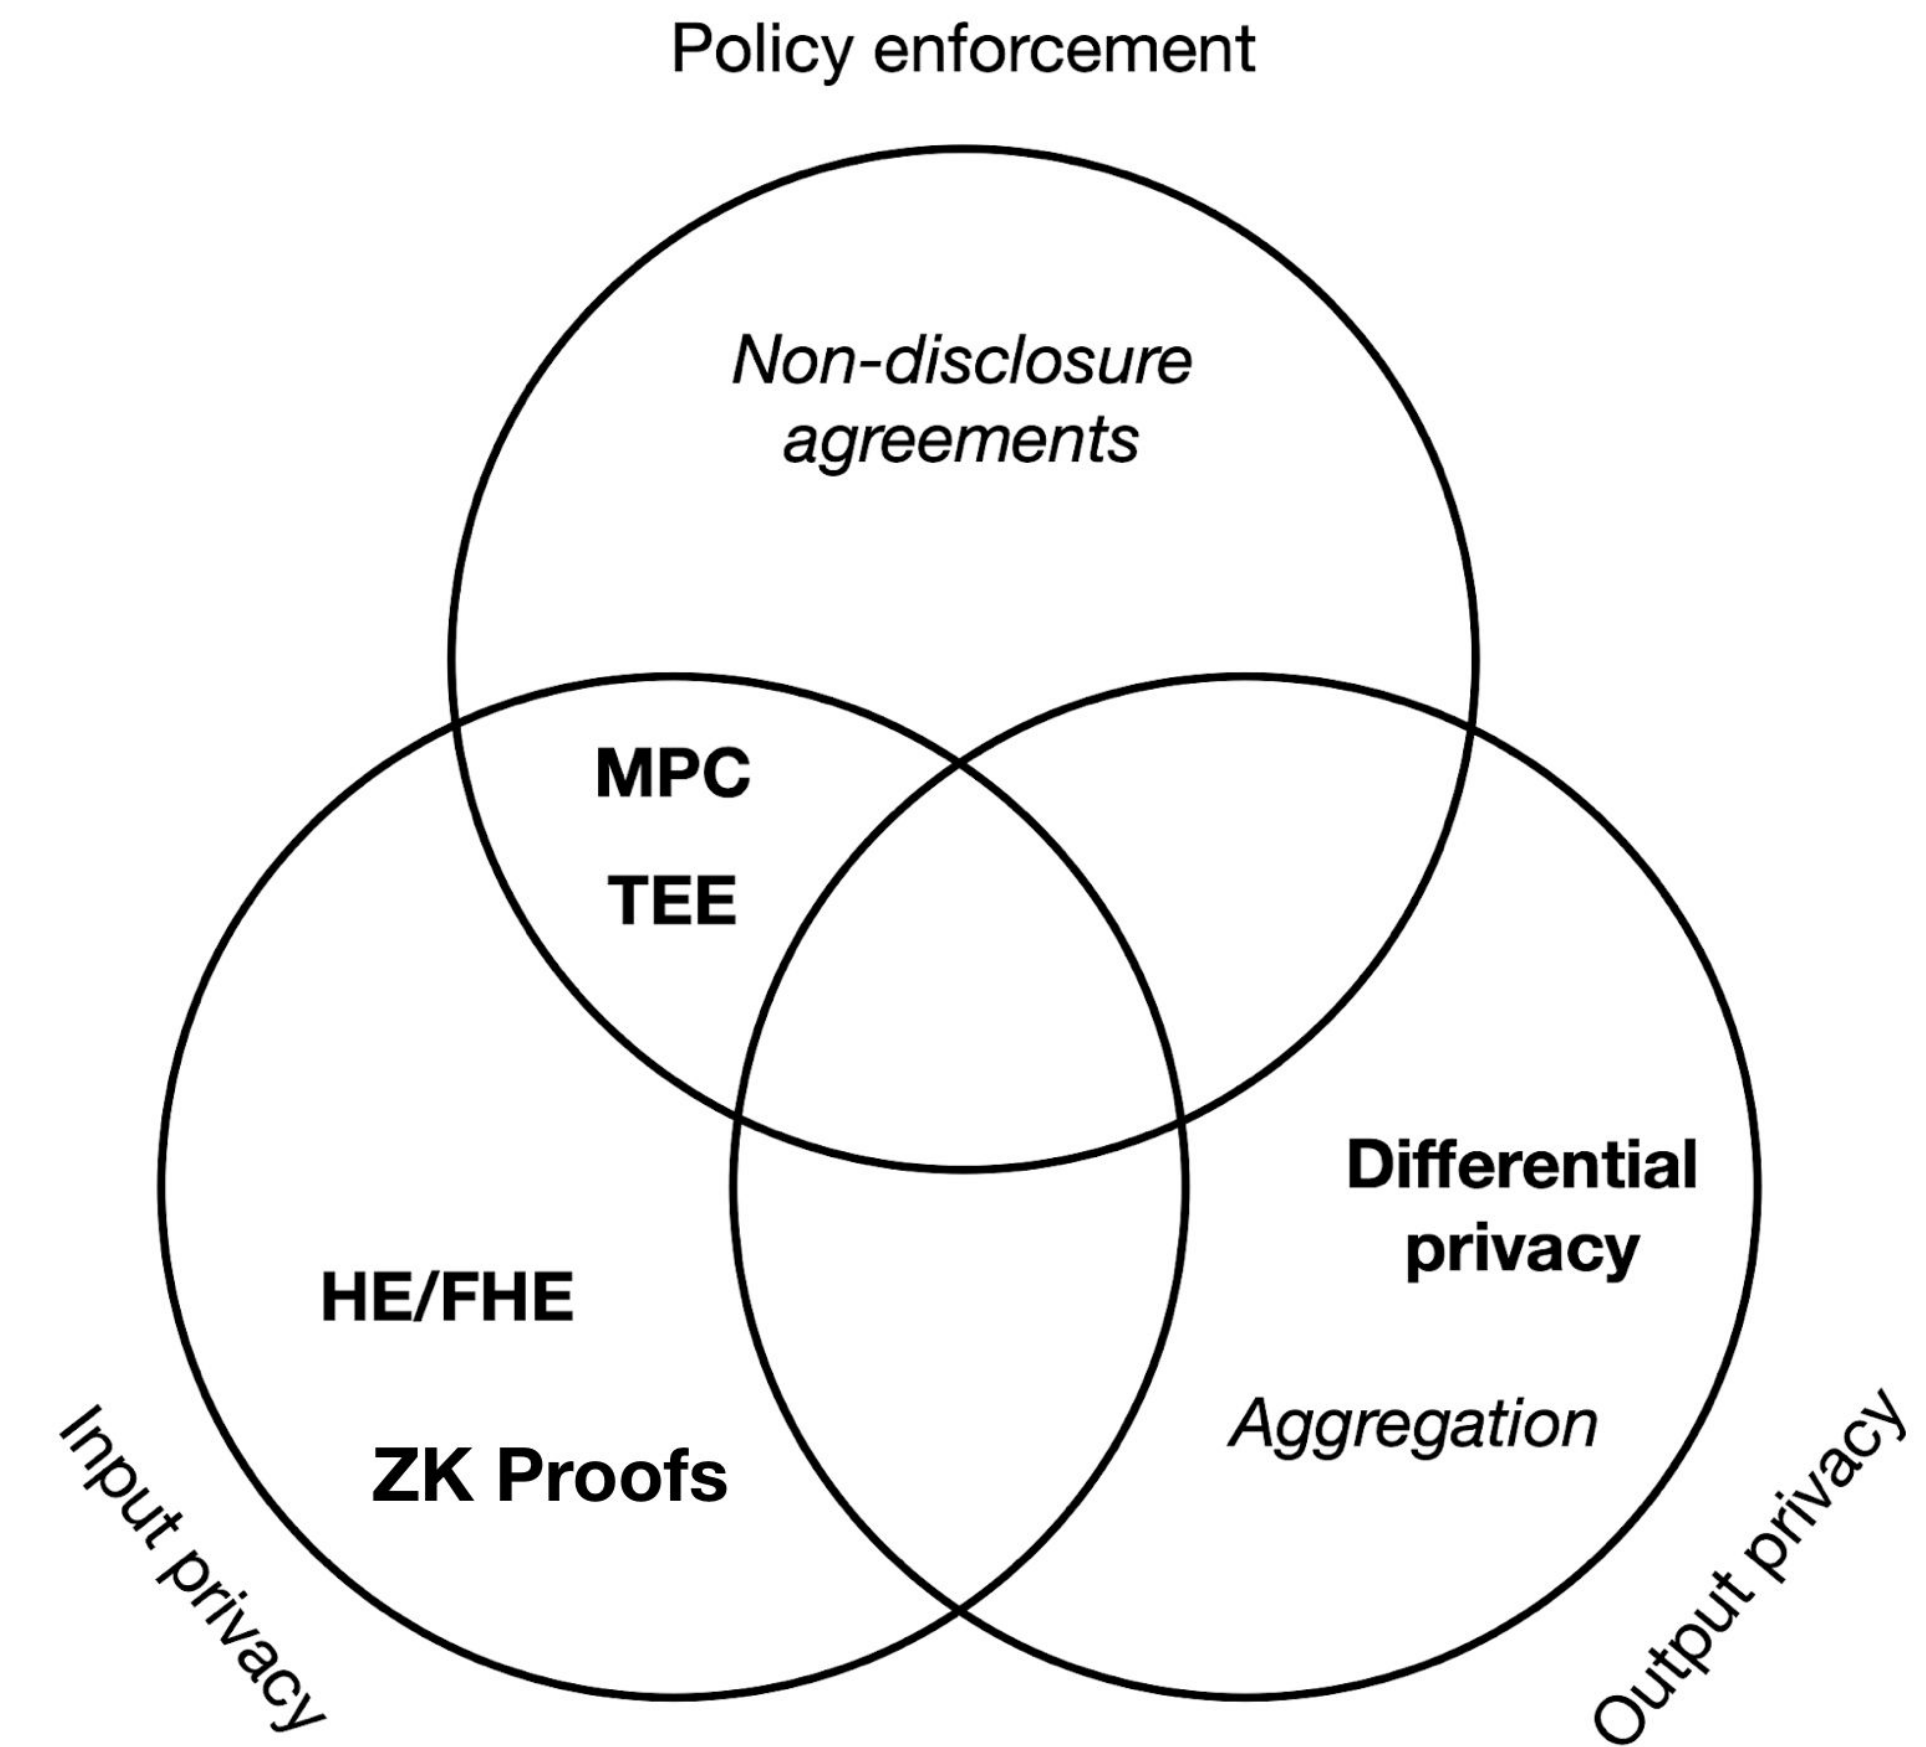 Policy enforcement
Non-disclosure
agreements
MPC
TEE
Differential
privacy
HE/FHE
Aggregation
ZK Proofs
Input privacy
Output privacy